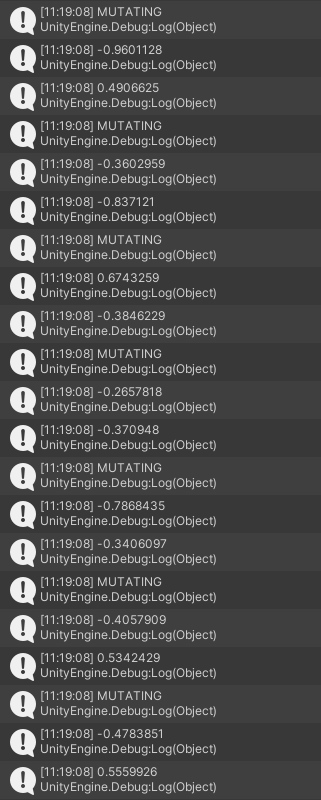 [11:19:08] MUTATING
UnityEngine.Debug:Log(Object)
[11:19:08] -0.9601128
UnityEngine.Debug:Log(Object)
[11:19:08] 0.4906625
UnityEngine.Debug:Log(Object)
[11:19:08] MUTATING
UnityEngine.Debug:Log(Object)
[11:19:08] -0.3602959
UnityEngine.Debug:Log(Object)
[11:19:08] -0.837121
UnityEngine.Debug:Log(Object)
[11:19:08] MUTATING
UnityEngine.Debug:Log(Object)
[11:19:08] 0.6743259
UnityEngine.Debug:Log(Object)
[11:19:08] -0.3846229
UnityEngine.Debug:Log(Object)
[11:19:08] MUTATING
UnityEngine.Debug:Log(Object)
[11:19:08] -0.2657818
UnityEngine.Debug:Log(Object)
[11:19:08] -0.370948
UnityEngine.Debug:Log(Object)
[11:19:08] MUTATING
UnityEngine.Debug:Log(Object)
[11:19:08] -0.7868435
UnityEngine.Debug:Log(Object)
[11:19:08] -0.3406097
UnityEngine.Debug:Log(Object)
[11:19:08] MUTATING
UnityEngine.Debug:Log(Object)
[11:19:08] -0.4057909
UnityEngine.Debug:Log(Object)
[11:19:08] 0.5342429
UnityEngine.Debug:Log(Object)
[11:19:08] MUTATING
UnityEngine.Debug:Log(Object)
[11:19:08] -0.4783851
UnityEngine.Debug:Log(Object)
[11:19:08] 0.5559926
UnityEngine.Debug:Log(Object)